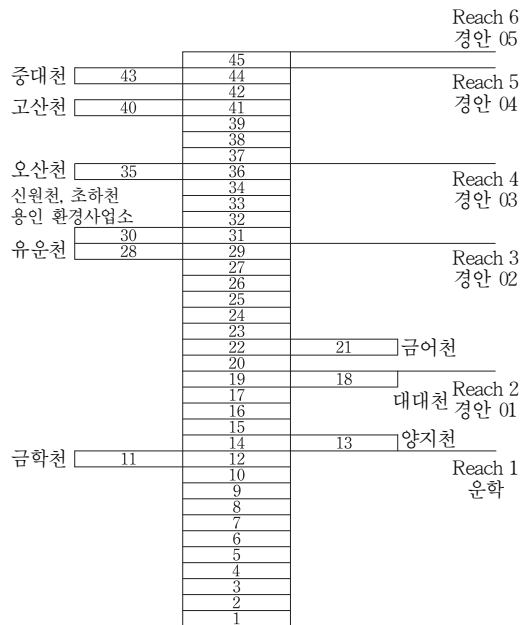 Reach 6
경안 05
45
중대천 43 44
Reach 5
42
고산천 40 41
경안 04
39
38
37
오산천 35 36
Reach 4
신원천, 초하천 34
경안 03
33
용인 환경사업소 32
30 31
유운천 28 29
Reach 3
27
경안 02
26
25
24
23
22 21 금어천
20
19 18
Reach 2
대대천
경안 01
17
16
15
14 13 양지천
금학천 11 12
Reach 1
10
운학
9
8
7
6
5
4
3
2
1